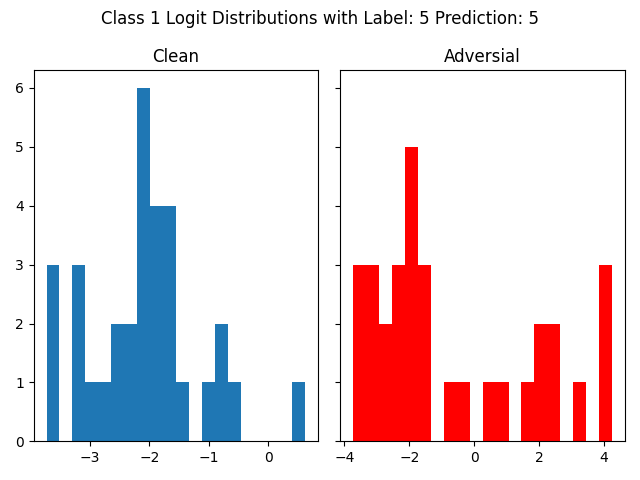 Class 1 Logit Distributions with Label: 5 Prediction: 5
Clean
Adversial
6
5
4
3
2
1
0
−3 −2 −1 0
−4 −2 0 2 4